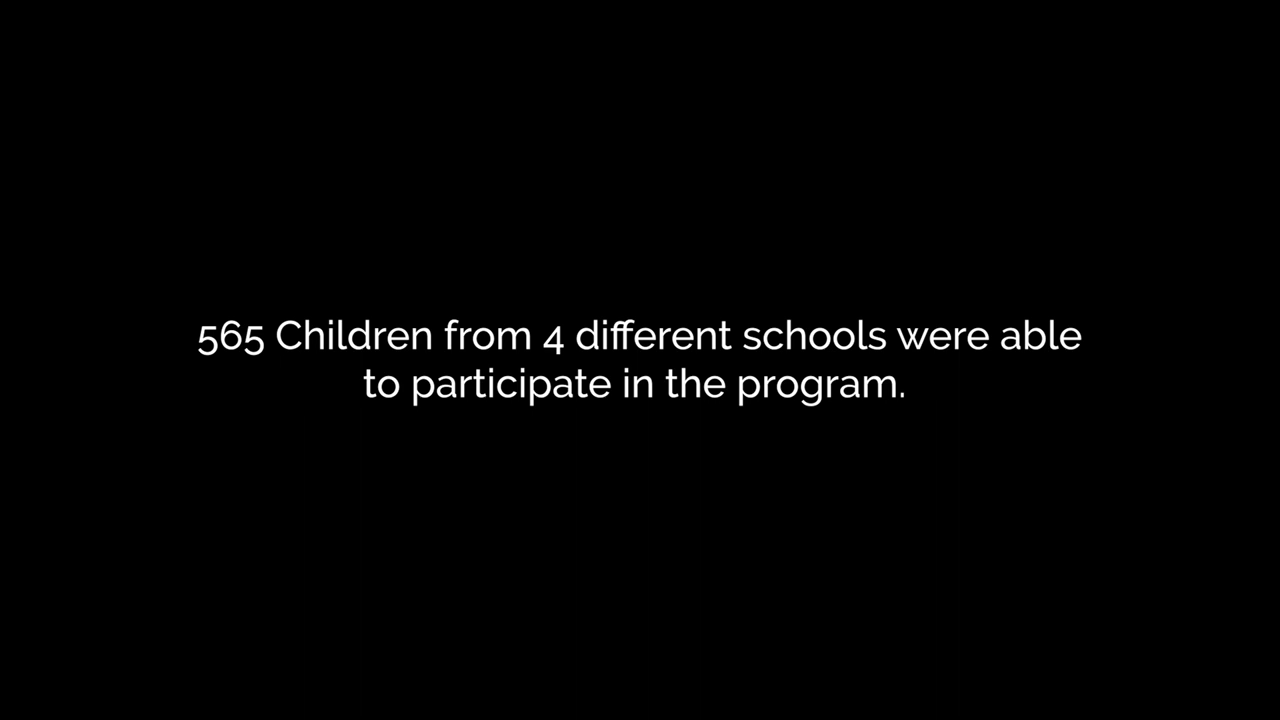 565 Children from 4 different schools were able
to participate in the program.